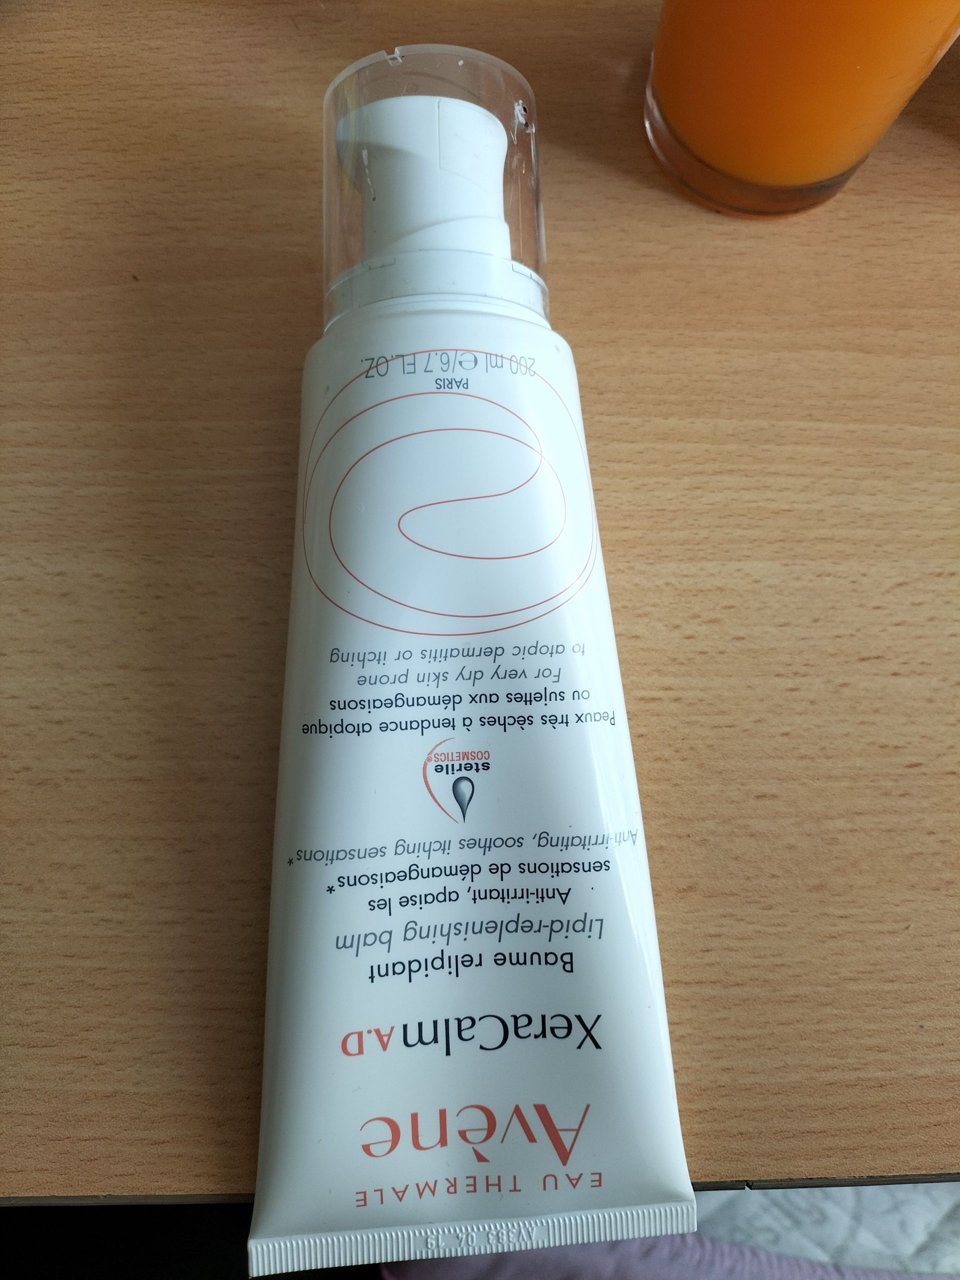 EAU THERMALE
Avène
XeraCalm A.D
Baume relipidant
Lipid-replenishing balm
Anti-irritant, apaise les
sensations de démangeaisons*
Anti-irritating, soothes itching sensations*
sterile
COSMETICS®
Peaux très sèches à tendance atopique
ou sujettes aux démangeaisons
For very dry skin prone
to atopic dermatitis or itching
PARIS
200 ml ℮/6.7 FL.OZ.